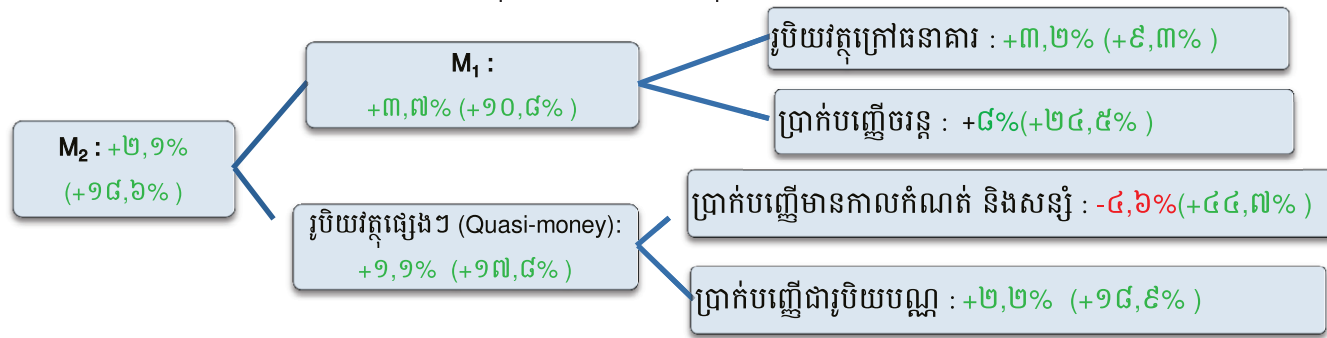 រូបិយវត្ថុក្រៅធនាគារ : +៣,២% (+៩,៣% )
M₁ :
+៣,៧% (+១០,៨% )
ប្រាក់បញ្ញើចរន្ត : +៨%(+២៤,៥% )
M₂ : +២,១%
(+១៨,៦% )
ប្រាក់បញ្ញើមានកាលកំណត់ និងសន្សំ : -៤,៦%(+៤៤,៧% )
រូបិយវត្ថុផ្សេងៗ (Quasi-money):
+១,១% (+១៧,៨% )
ប្រាក់បញ្ញើជារូបិយបណ្ណ : +២,២% (+១៨,៩% )